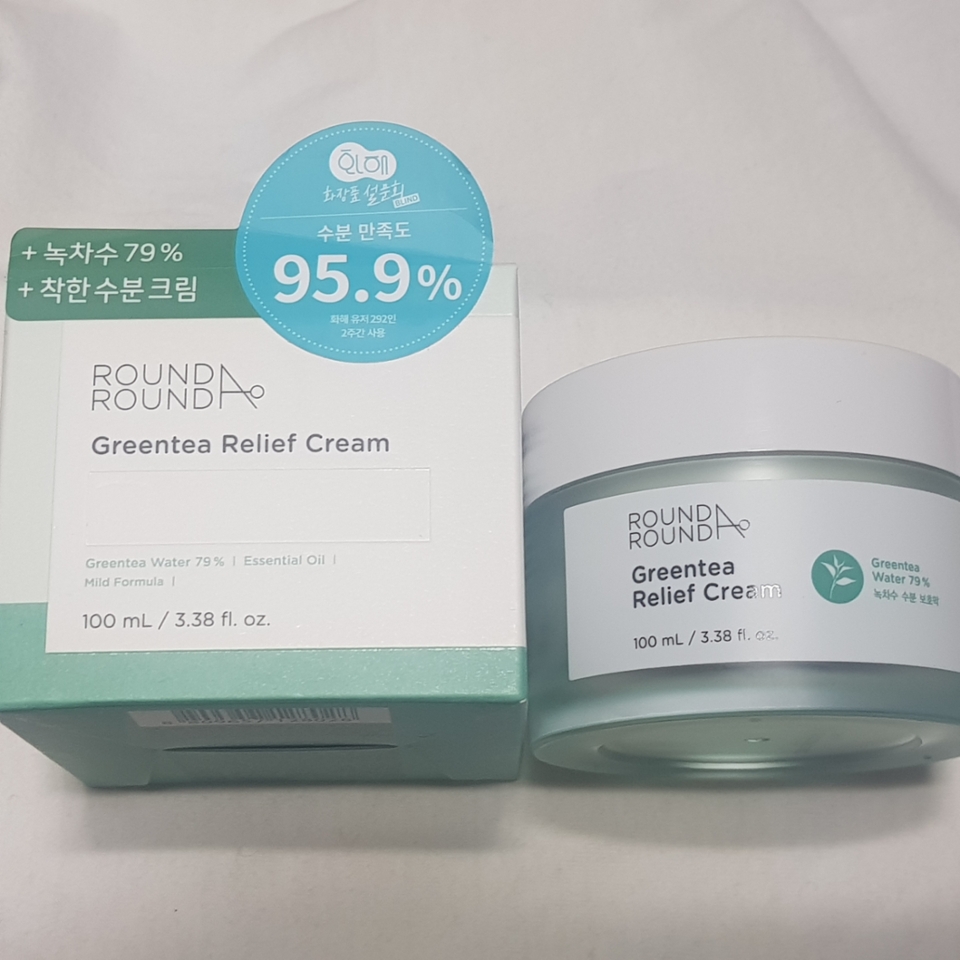 화해
화장품 설문회
BLIND
수분 만족도
95.9%
화해 유저 292인
2주간 사용
+ 녹차수 79%
+ 착한 수분 크림
ROUND A
ROUND
Greentea Relief Cream
Greentea Water 79% | Essential Oil |
Mild Formula |
100 mL / 3.38 fl. oz.
ROUND A
ROUND
Greentea
Relief Cream
100 mL / 3.38 fl. oz.
Greentea
Water 79%
녹차수 수분 보호막